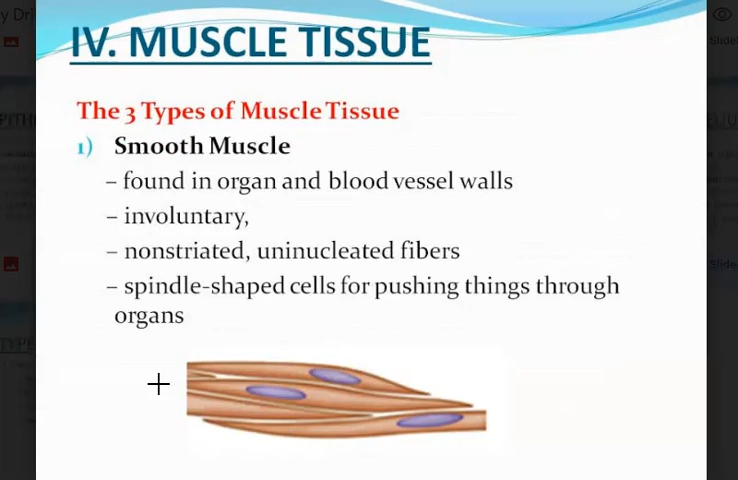 IV. MUSCLE TISSUE
The 3 Types of Muscle Tissue
1) Smooth Muscle
– found in organ and blood vessel walls
– involuntary,
– nonstriated, uninucleated fibers
– spindle-shaped cells for pushing things through
organs